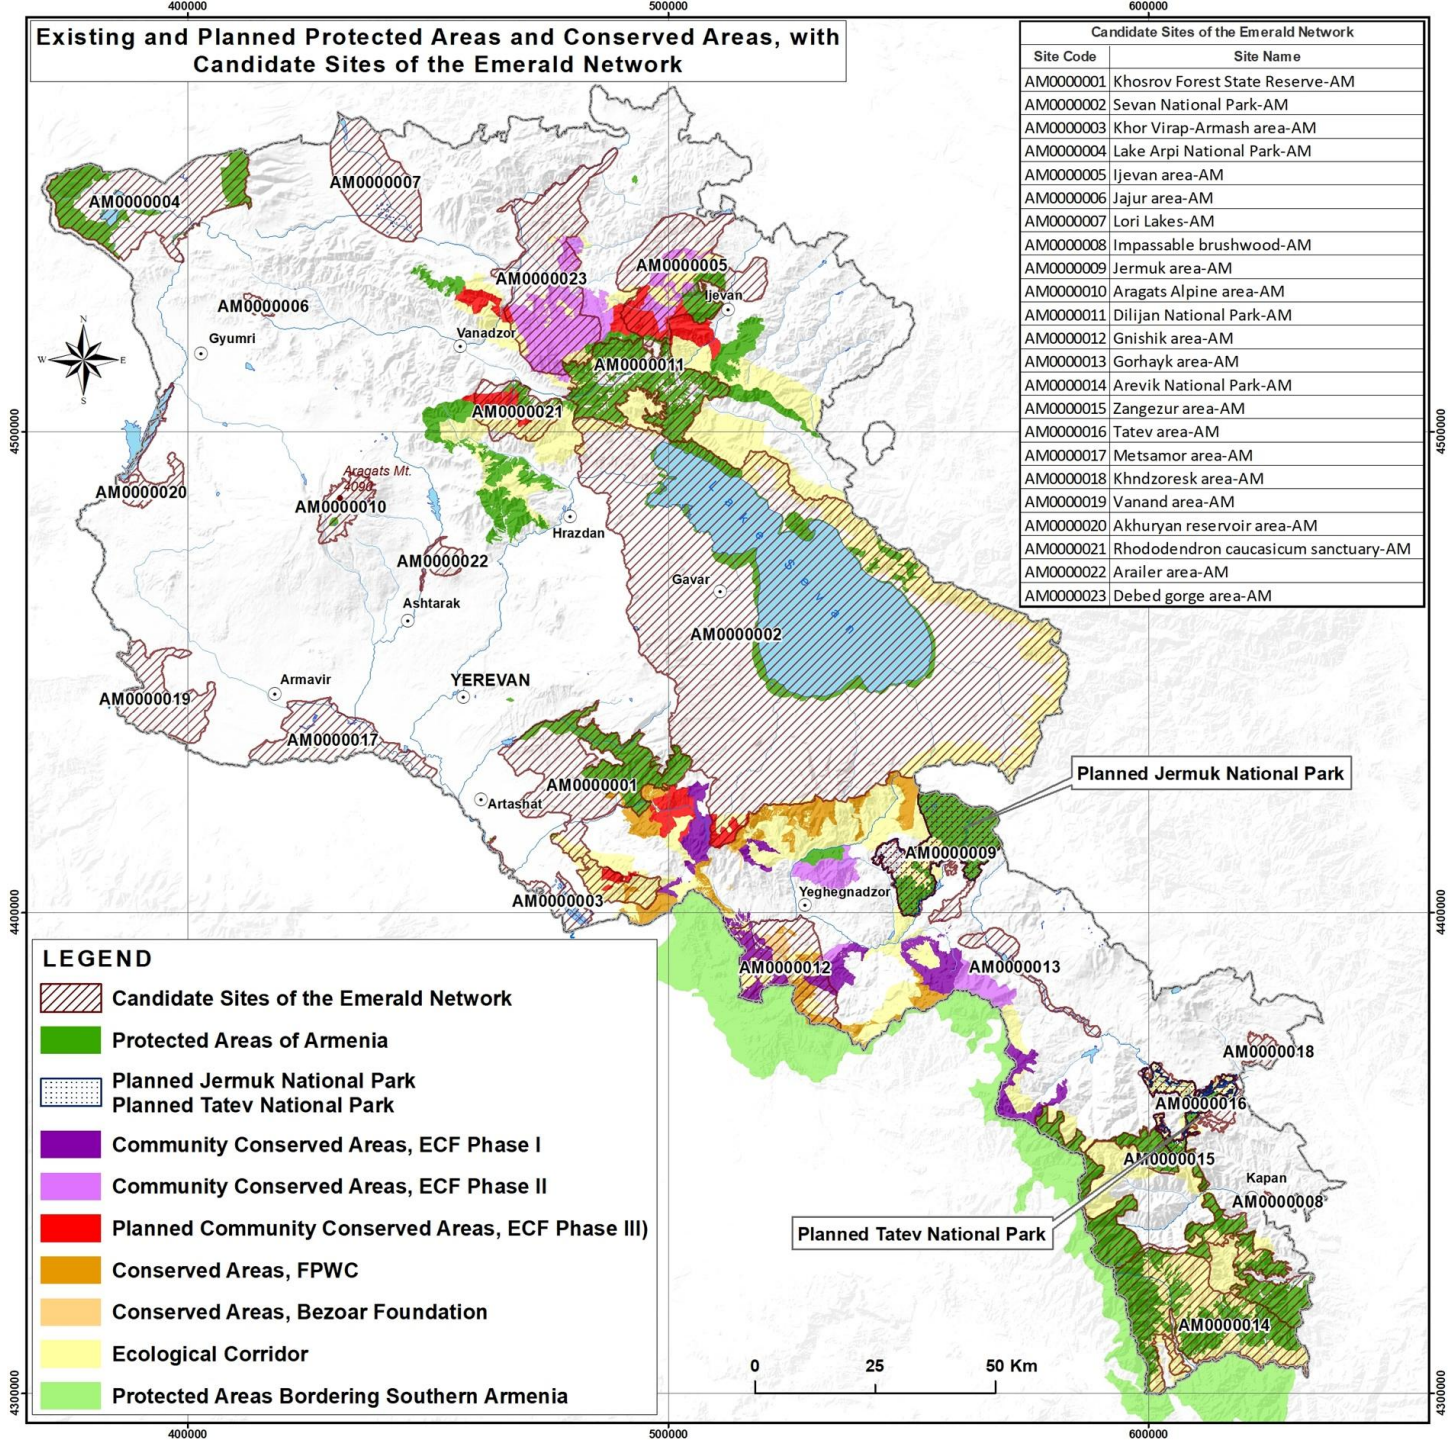 400000
500000
600000
Existing and Planned Protected Areas and Conserved Areas, with
Candidate Sites of the Emerald Network
Candidate Sites of the Emerald Network
Site Code Site Name
AM0000001 Khosrov Forest State Reserve-AM
AM0000002 Sevan National Park-AM
AM0000003 Khor Virap-Armash area-AM
AM0000004 Lake Arpi National Park-AM
AM0000005 Ijevan area-AM
AM0000006 Jajur area-AM
AM0000007 Lori Lakes-AM
AM0000008 Impassable brushwood-AM
AM0000009 Jermuk area-AM
AM0000010 Aragats Alpine area-AM
AM0000011 Dilijan National Park-AM
AM0000012 Gnishik area-AM
AM0000013 Gorhayk area-AM
AM0000014 Arevik National Park-AM
AM0000015 Zangezur area-AM
AM0000016 Tatev area-AM
AM0000017 Metsamor area-AM
AM0000018 Khndzoresk area-AM
AM0000019 Vanand area-AM
AM0000020 Akhuryan reservoir area-AM
AM0000021 Rhododendron caucasicum sanctuary-AM
AM0000022 Arailer area-AM
AM0000023 Debed gorge area-AM
AM0000007
AM0000004
AM0000005
AM0000023
Ijevan
AM0000006
N
Gyumri
Vanadzor
W
E
AM0000011
S
AM0000021
4500000
4500000
Aragats Mt.
4090
AM0000020
AM0000010
Lake Sevan
Hrazdan
AM0000022
Gavar
Ashtarak
AM0000002
YEREVAN
Armavir
AM0000019
AM0000017
Planned Jermuk National Park
AM0000001
Artashat
AM0000009
Yeghegnadzor
AM0000003
4400000
4400000
AM0000012
AM0000013
AM0000018
AM0000016
AM0000015
Kapan
AM0000008
Planned Tatev National Park
AM0000014
LEGEND
Candidate Sites of the Emerald Network
Protected Areas of Armenia
Planned Jermuk National Park
Planned Tatev National Park
Community Conserved Areas, ECF Phase I
Community Conserved Areas, ECF Phase II
Planned Community Conserved Areas, ECF Phase III)
Conserved Areas, FPWC
Conserved Areas, Bezoar Foundation
Ecological Corridor
Protected Areas Bordering Southern Armenia
0 25 50 Km
4300000
4300000
400000
500000
600000